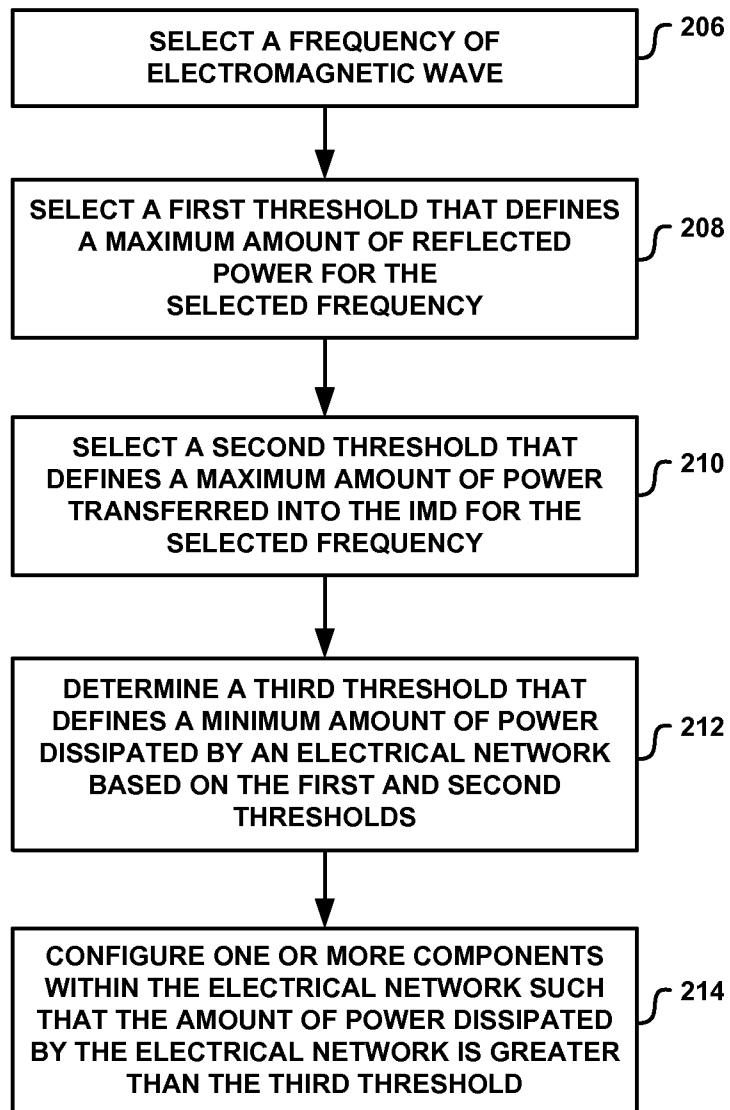 SELECT A FREQUENCY OF
ELECTROMAGNETIC WAVE
206
SELECT A FIRST THRESHOLD THAT DEFINES
A MAXIMUM AMOUNT OF REFLECTED
POWER FOR THE
SELECTED FREQUENCY
208
SELECT A SECOND THRESHOLD THAT
DEFINES A MAXIMUM AMOUNT OF POWER
TRANSFERRED INTO THE IMD FOR THE
SELECTED FREQUENCY
210
DETERMINE A THIRD THRESHOLD THAT
DEFINES A MINIMUM AMOUNT OF POWER
DISSIPATED BY AN ELECTRICAL NETWORK
BASED ON THE FIRST AND SECOND
THRESHOLDS
212
CONFIGURE ONE OR MORE COMPONENTS
WITHIN THE ELECTRICAL NETWORK SUCH
THAT THE AMOUNT OF POWER DISSIPATED
BY THE ELECTRICAL NETWORK IS GREATER
THAN THE THIRD THRESHOLD
214